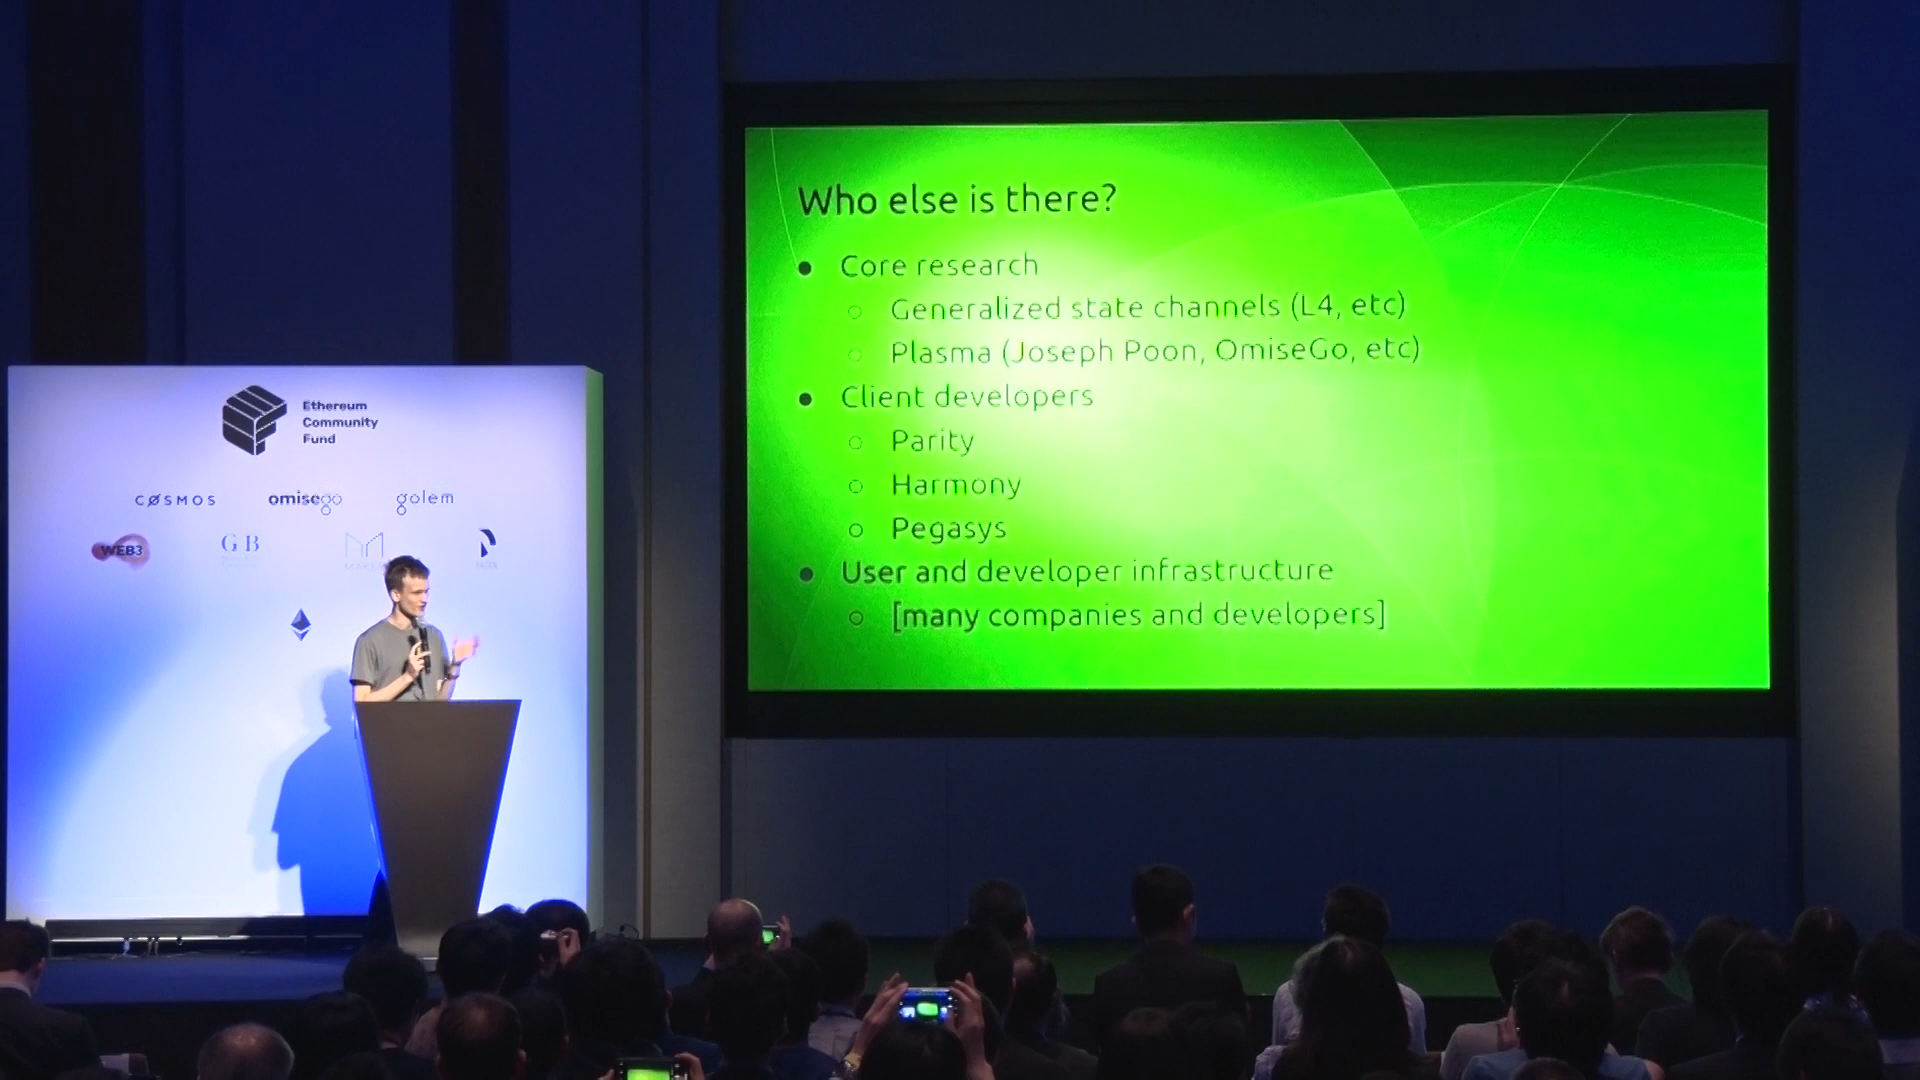 Who else is there?
Core research
Generalized state channels (L4, etc)
Plasma (Joseph Poon, OmiseGo, etc)
Client developers
Parity
Harmony
Pegasys
User and developer infrastructure
[many companies and developers]
Ethereum
Community
Fund
CØSMOS
omisego
golem
WEB3